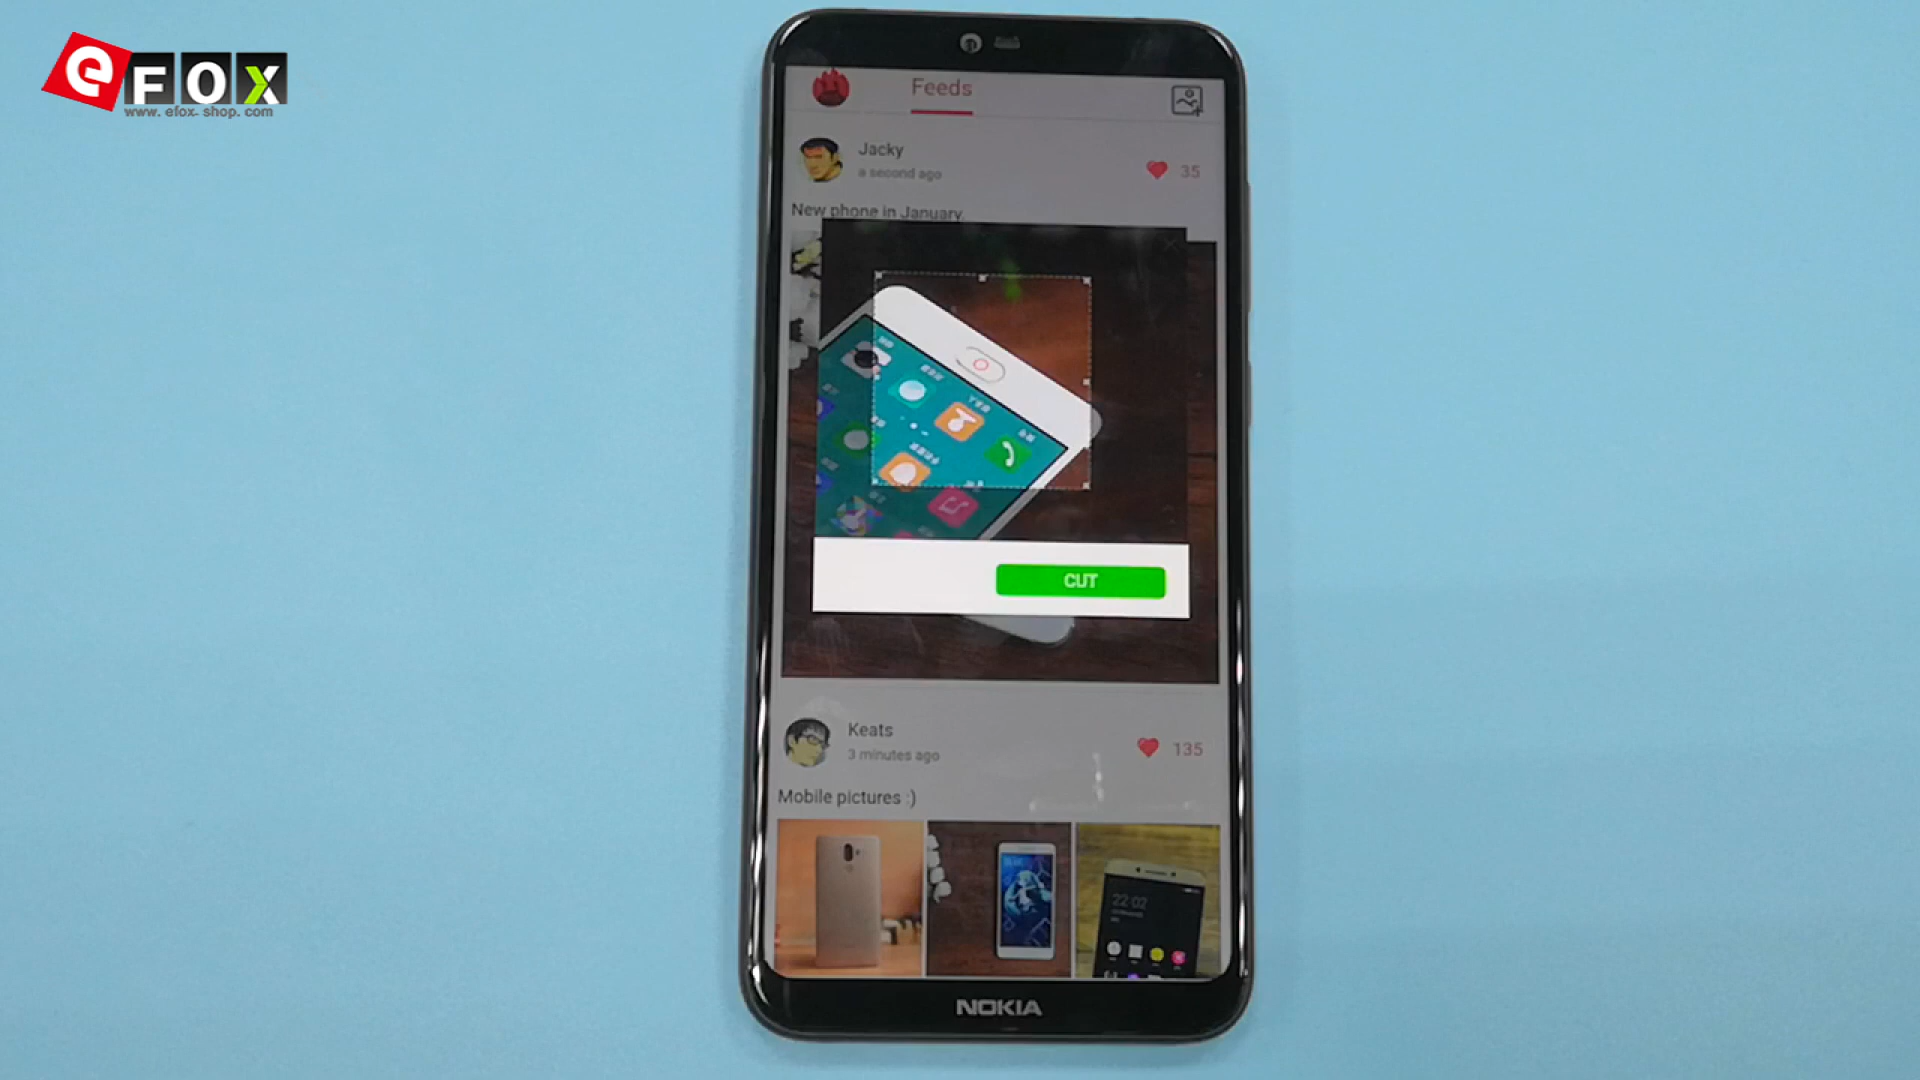 eFOX
www.efox-shop.com
Feeds
Jacky
a second ago
35
New phone in January.
CUT
Keats
3 minutes ago
135
Mobile pictures :)
22:02
NOKIA